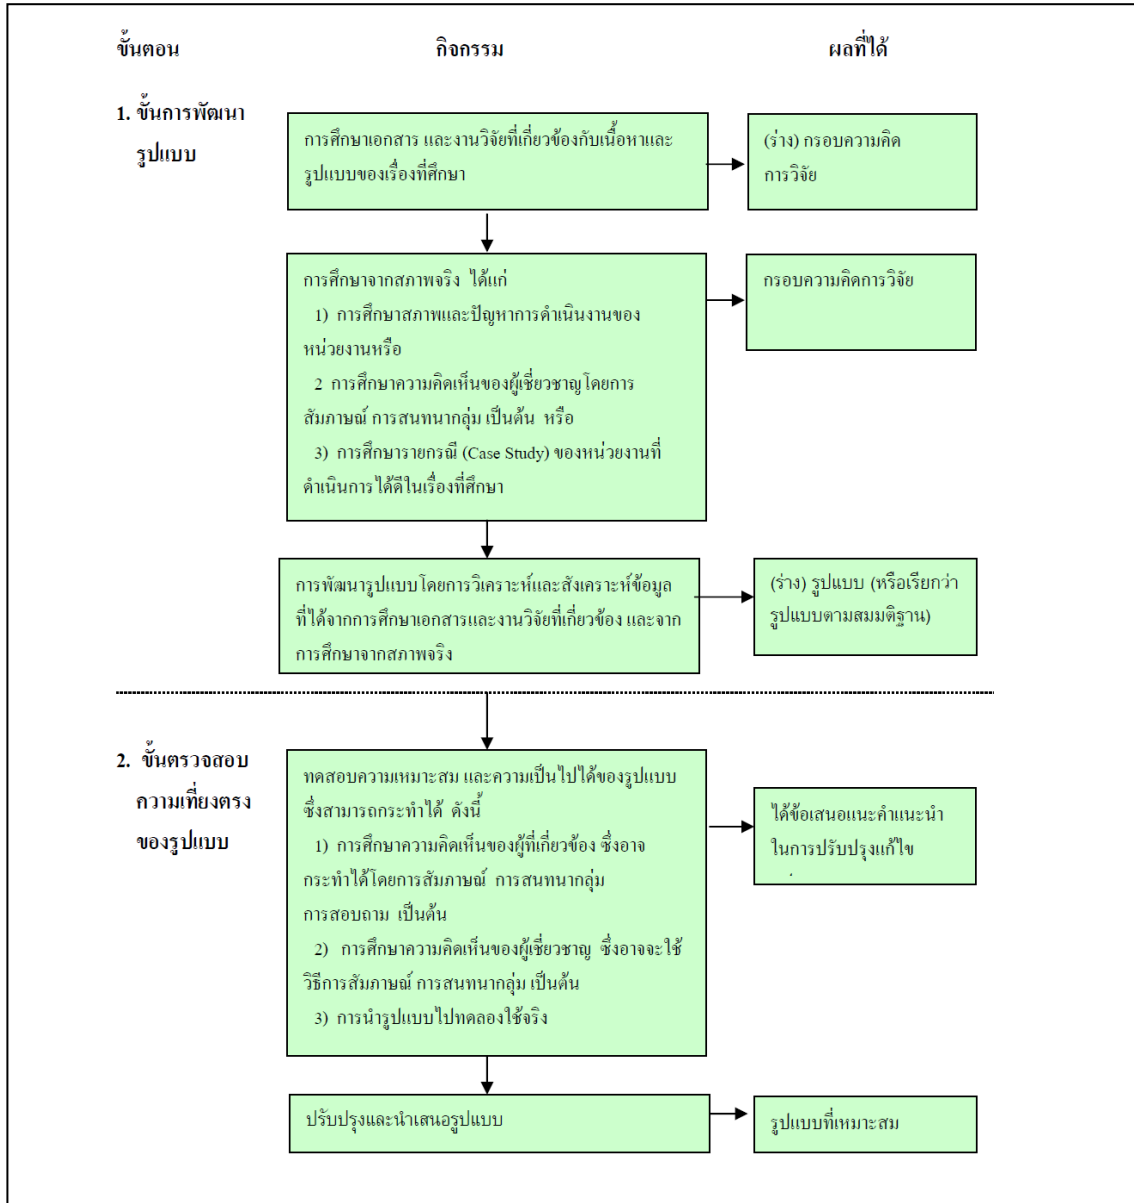 ขั้นตอน
กิจกรรม
ผลที่ได้
1. ขั้นการพัฒนา
รูปแบบ
การศึกษาเอกสาร และงานวิจัยที่เกี่ยวข้องกับเนื้อหาและ
รูปแบบของเรื่องที่ศึกษา
(ร่าง) กรอบความคิด
การวิจัย
การศึกษาจากสภาพจริง ได้แก่
1) การศึกษาสภาพและปัญหาการดำเนินงานของ
หน่วยงานหรือ
2 การศึกษาความคิดเห็นของผู้เชี่ยวชาญโดยการ
สัมภาษณ์ การสนทนากลุ่ม เป็นต้น หรือ
3) การศึกษารายกรณี (Case Study) ของหน่วยงานที่
ดำเนินการได้ดีในเรื่องที่ศึกษา
กรอบความคิดการวิจัย
การพัฒนารูปแบบโดยการวิเคราะห์และสังเคราะห์ข้อมูล
ที่ได้จากการศึกษาเอกสารและงานวิจัยที่เกี่ยวข้อง และจาก
การศึกษาจากสภาพจริง
(ร่าง) รูปแบบ (หรือเรียกว่า
รูปแบบตามสมมติฐาน)
2. ขั้นตรวจสอบ
ความเที่ยงตรง
ของรูปแบบ
ทดสอบความเหมาะสม และความเป็นไปได้ของรูปแบบ
ซึ่งสามารถกระทำได้ ดังนี้
1) การศึกษาความคิดเห็นของผู้ที่เกี่ยวข้อง ซึ่งอาจ
กระทำได้โดยการสัมภาษณ์ การสนทนากลุ่ม
การสอบถาม เป็นต้น
2) การศึกษาความคิดเห็นของผู้เชี่ยวชาญ ซึ่งอาจจะใช้
วิธีการสัมภาษณ์ การสนทนากลุ่ม เป็นต้น
3) การนำรูปแบบไปทดลองใช้จริง
ได้ข้อเสนอแนะคำแนะนำ
ในการปรับปรุงแก้ไข
ปรับปรุงและนำเสนอรูปแบบ
รูปแบบที่เหมาะสม